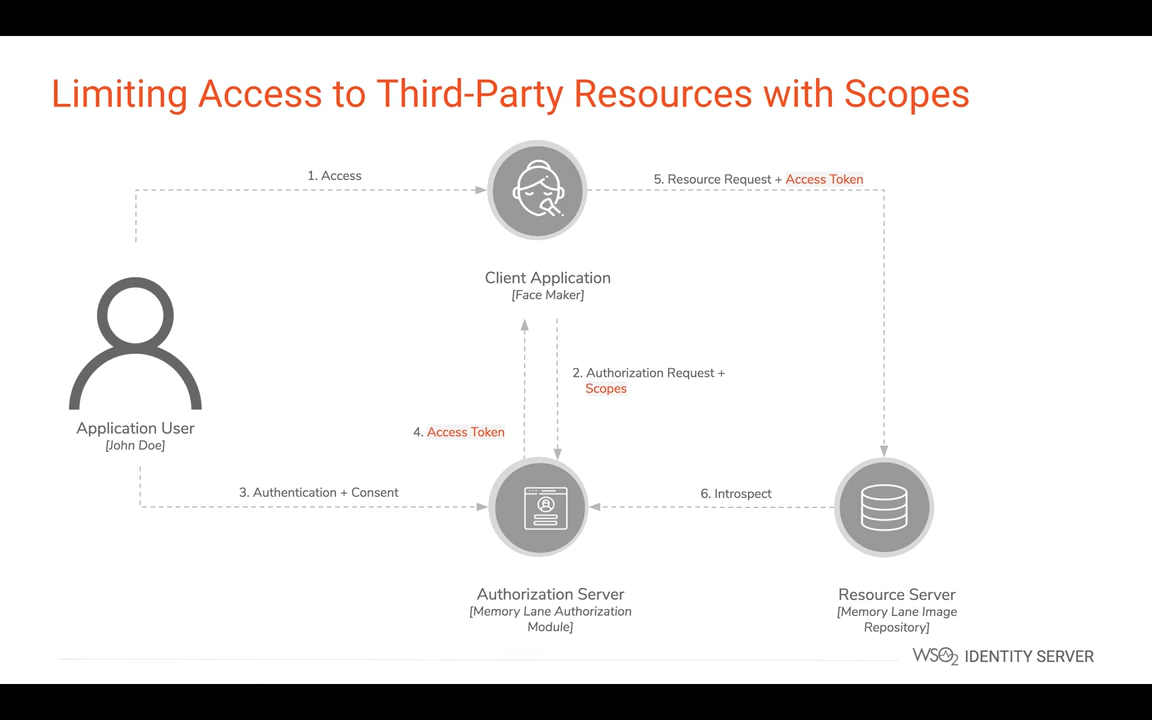 Limiting Access to Third-Party Resources with Scopes
1. Access
5. Resource Request + Access Token
Client Application
[Face Maker]
2. Authorization Request +
Scopes
Application User
[John Doe]
4. Access Token
3. Authentication + Consent
6. Introspect
Authorization Server
[Memory Lane Authorization
Module]
Resource Server
[Memory Lane Image
Repository]
WSO2 IDENTITY SERVER